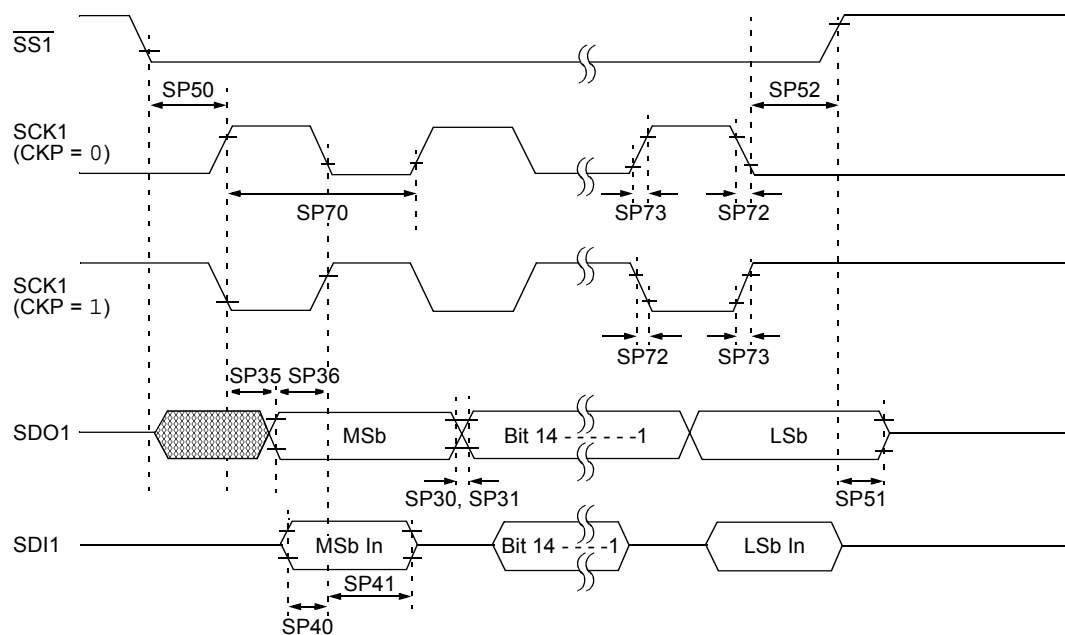 SS1
SP50
SP52
SCK1
(CKP = 0)
SP70
SP73
SP72
SCK1
(CKP = 1)
SP72
SP73
SP35
SP36
SDO1
MSb
Bit 14 - - - - - -1
LSb
SP30, SP31
SP51
SDI1
MSb In
Bit 14 - - - -1
LSb In
SP41
SP40